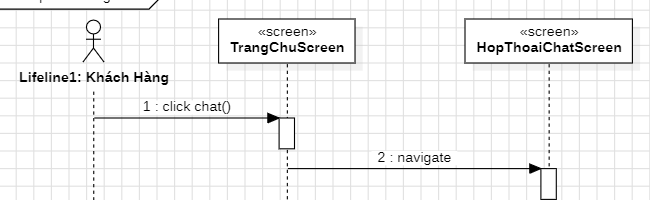 «screen»
TrangChuScreen
«screen»
HopThoaiChatScreen
Lifeline1: Khách Hàng
1 : click chat()
2 : navigate